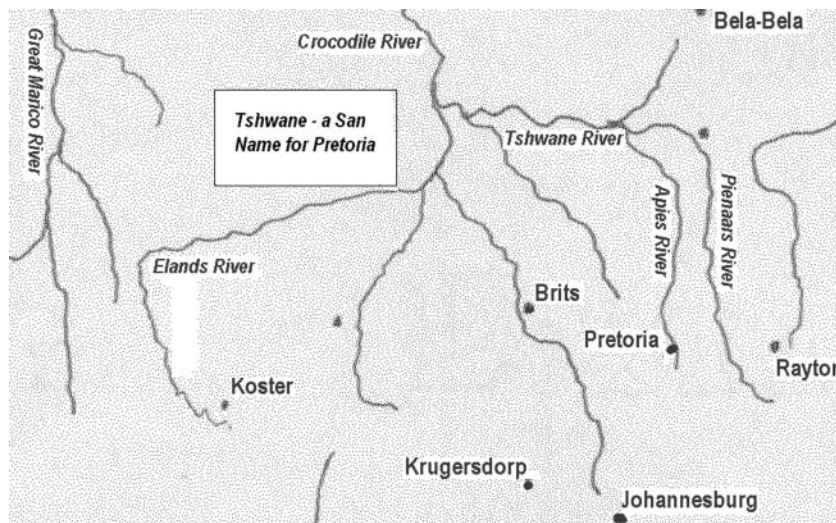 Bela-Bela
Crocodile River
Great Marico River
Tshwane - a San
Name for Pretoria
Tshwane River
Apies River
Pienaars River
Elands River
Brits
Pretoria
Rayton
Koster
Krugersdorp
Johannesburg